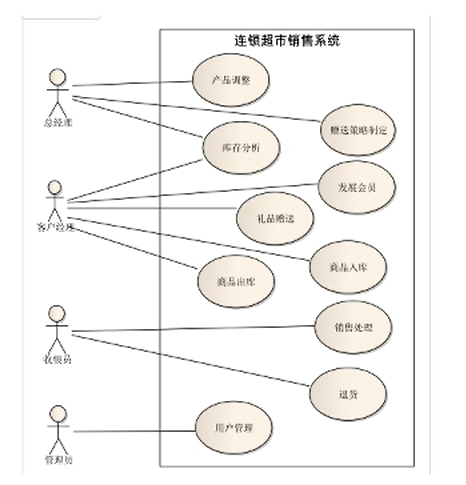 连锁超市销售系统
产品调整
总经理
赠送策略制定
库存分析
发展会员
礼品赠送
客户经理
商品入库
商品出库
销售处理
收银员
退货
用户管理
管理员